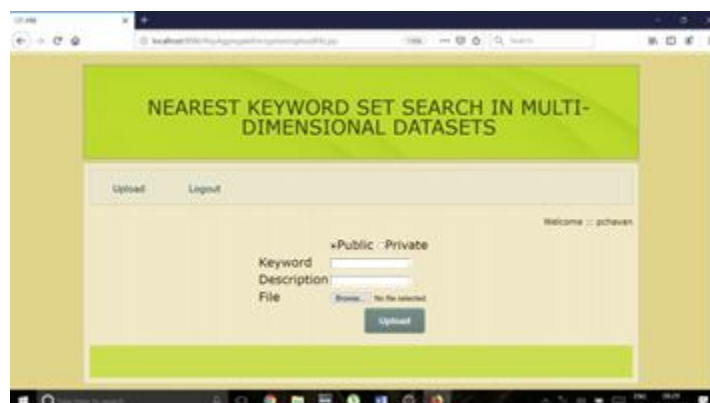 Search
NEAREST KEYWORD SET SEARCH IN MULTI-
DIMENSIONAL DATASETS
Upload Logout
Welcome :: pchavan
Public Private
Keyword
Description
File Browse... No file selected.
Upload